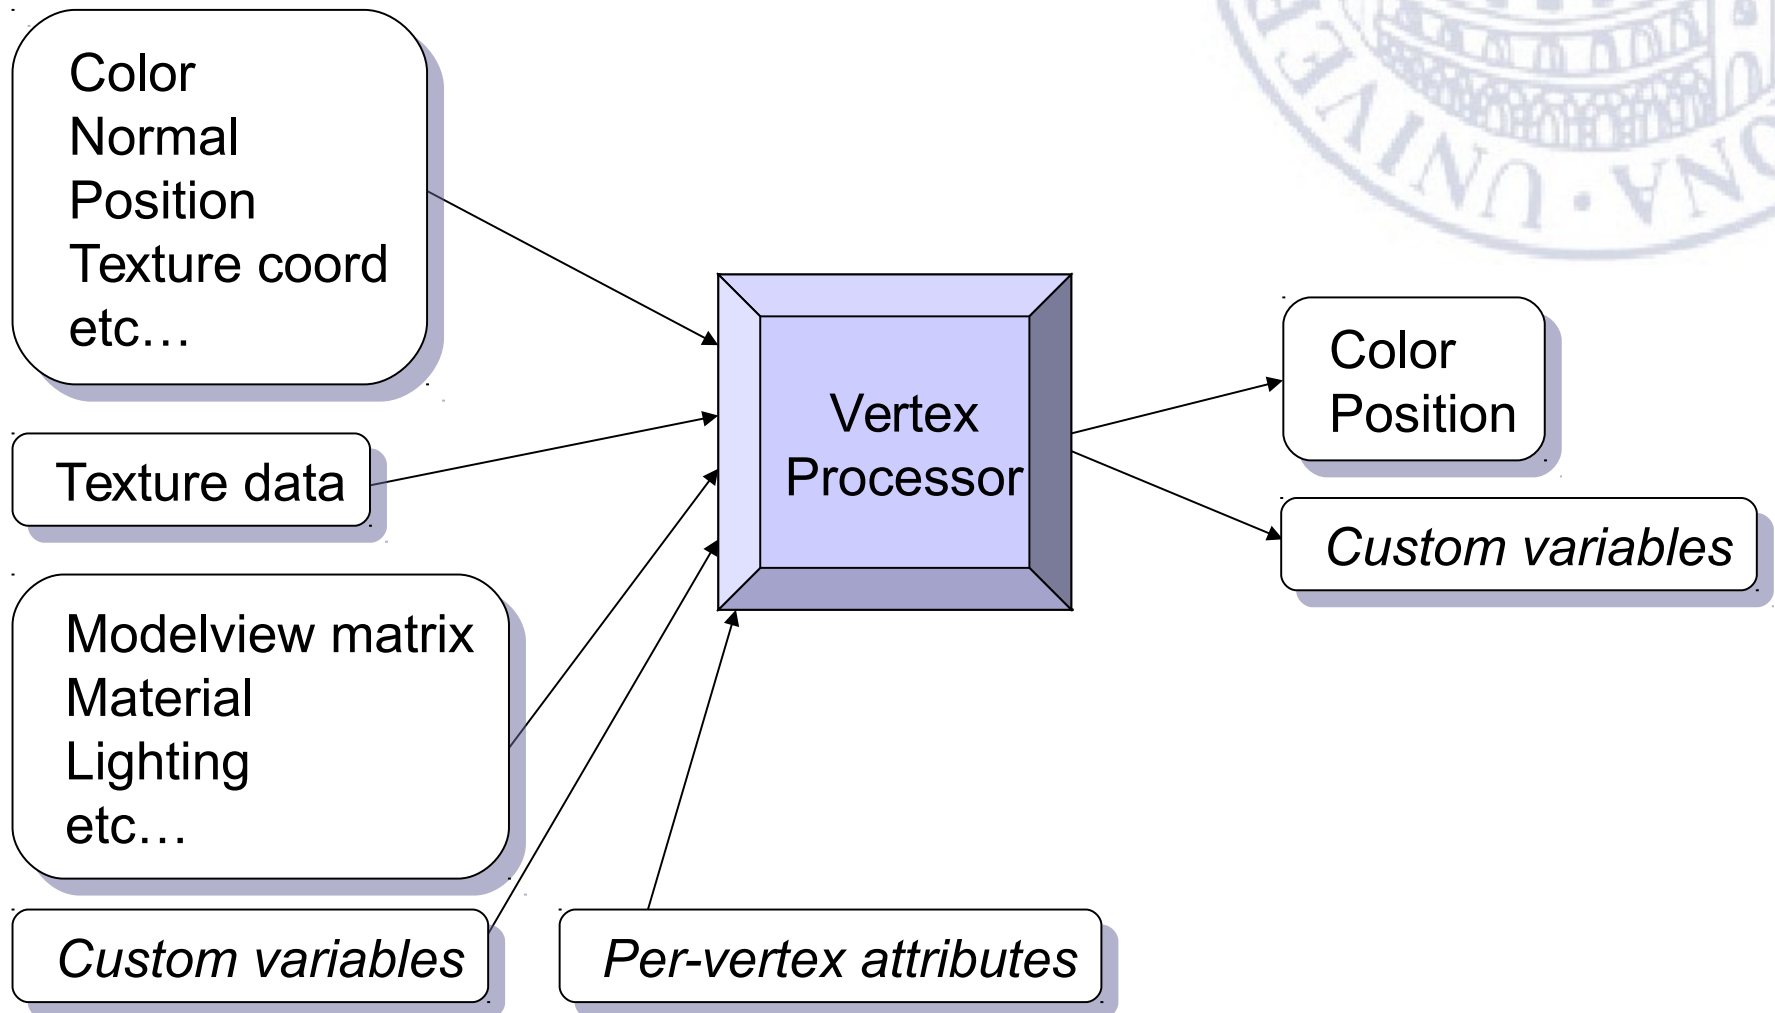 Color
Normal
Position
Texture coord
etc…
Texture data
Modelview matrix
Material
Lighting
etc…
Custom variables
Per-vertex attributes
Vertex
Processor
Color
Position
Custom variables